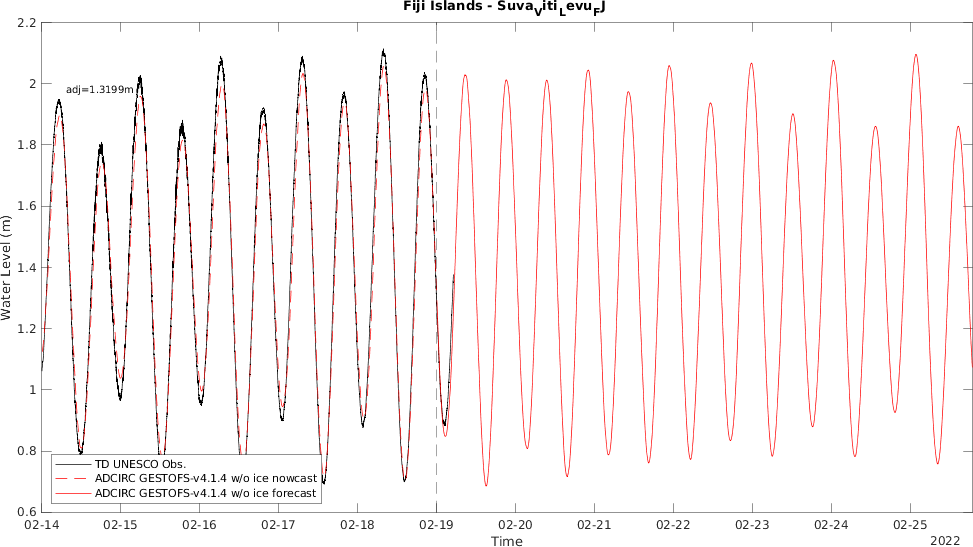 Fiji Islands - SuvaViti LevuFJ
2.2
2
1.8
1.6
1.4
1.2
1
0.8
0.6
Water Level (m)
adj=1.3199m
TD UNESCO Obs.
ADCIRC GESTOFS-v4.1.4 w/o ice nowcast
ADCIRC GESTOFS-v4.1.4 w/o ice forecast
02-14 02-15 02-16 02-17 02-18 02-19 02-20 02-21 02-22 02-23 02-24 02-25
Time
2022